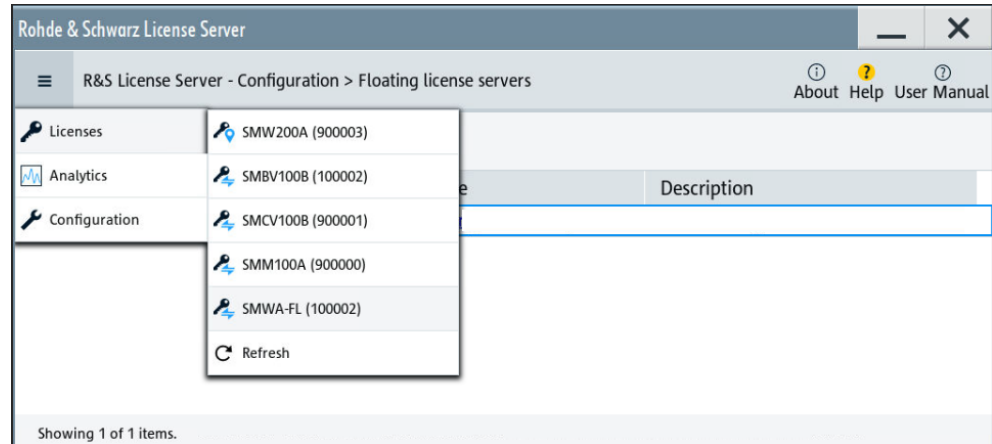 Rohde & Schwarz License Server
R&S License Server - Configuration > Floating license servers
About Help User Manual
Licenses
Analytics
Configuration
SMW200A (900003)
SMBV100B (100002)
SMCV100B (900001)
SMM100A (900000)
SMWA-FL (100002)
Refresh
Description
Showing 1 of 1 items.